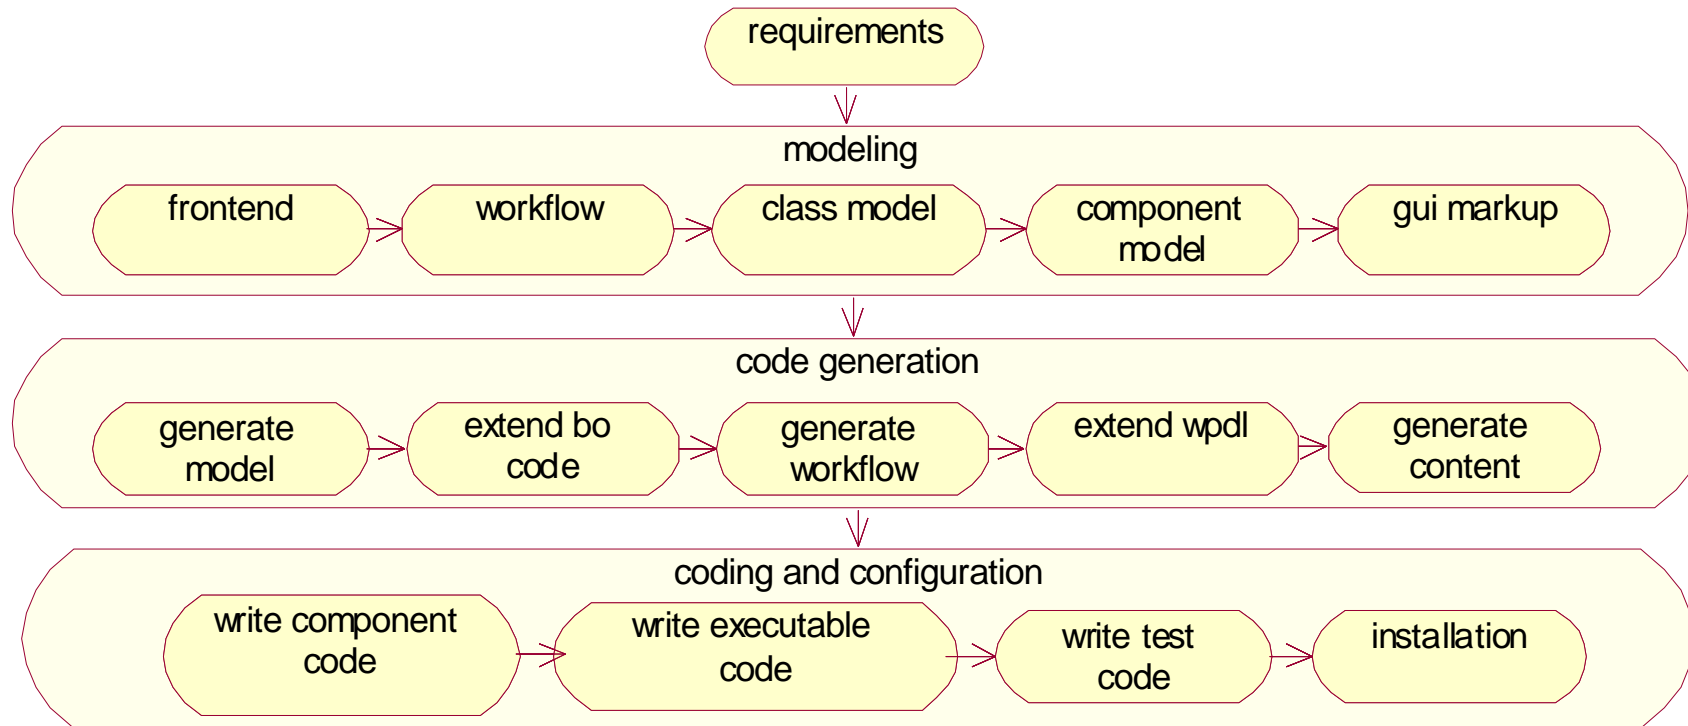 requirements
modeling
frontend
workflow
class model
component
model
gui markup
code generation
generate
model
extend bo
code
generate
workflow
extend wpdl
generate
content
coding and configuration
write component
code
write executable
code
write test
code
installation